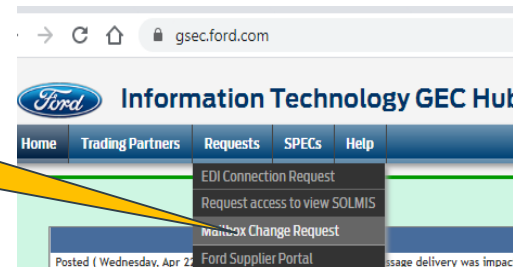 gsec.ford.com
Ford Information Technology GEC Hub
Home Trading Partners Requests SPECs Help
EDI Connection Request
Request access to view SOLMIS
Mailbox Change Request
Ford Supplier Portal
Posted ( Wednesday, Apr 22 ssage delivery was impac